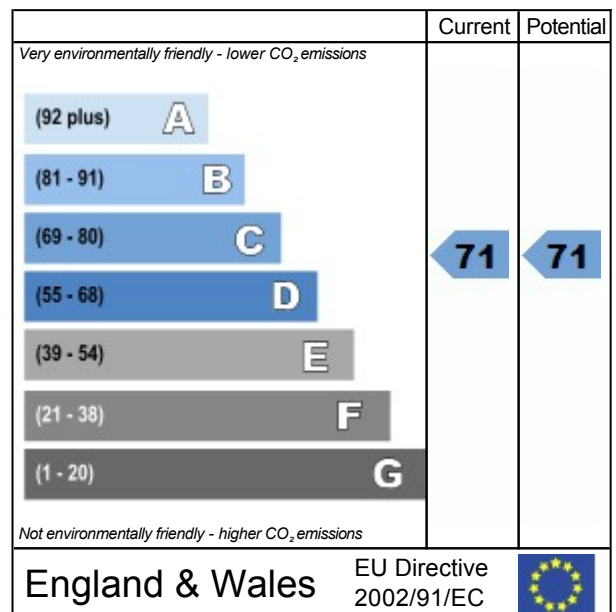 Current Potential
Very environmentally friendly - lower CO₂ emissions
(92 plus) A
(81 - 91) B
(69 - 80) C
71 71
(55 - 68) D
(39 - 54) E
(21 - 38) F
(1 - 20) G
Not environmentally friendly - higher CO₂ emissions
England & Wales
EU Directive
2002/91/EC